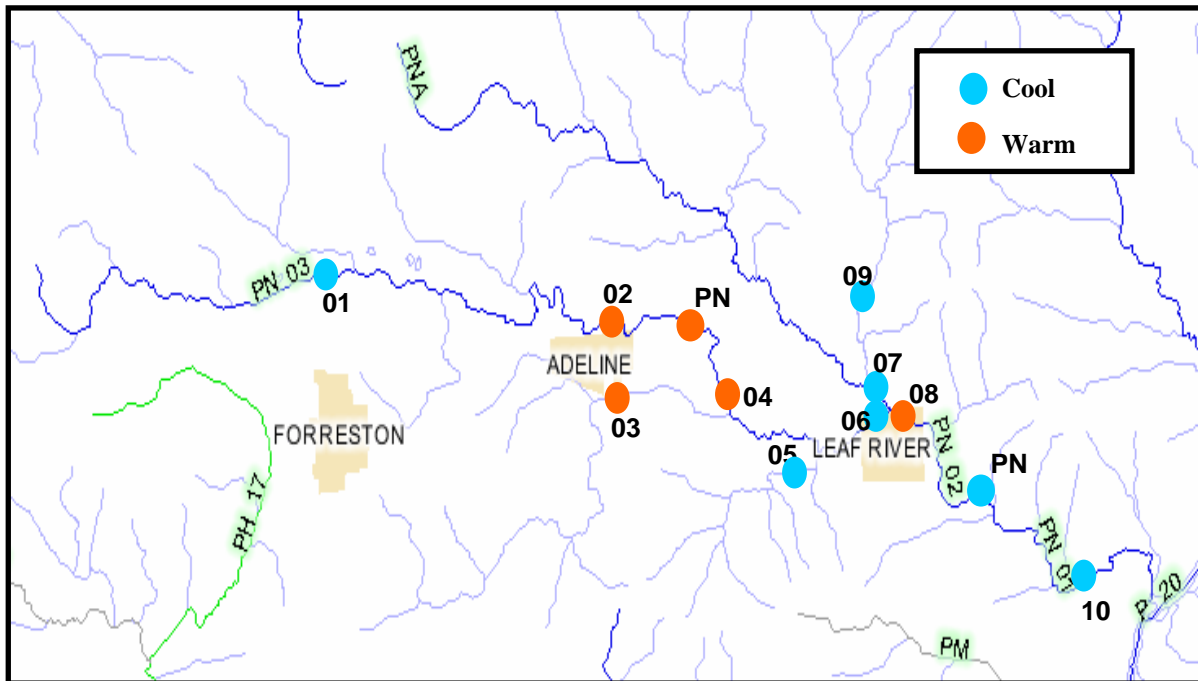 PNA
Cool
Warm
PN 03
01
09
02
PN
ADELINE
07
04
08
03
06
FORRESTON
LEAF RIVER
05
PN 02
PN
PH 17
PN 01
10
20
PM